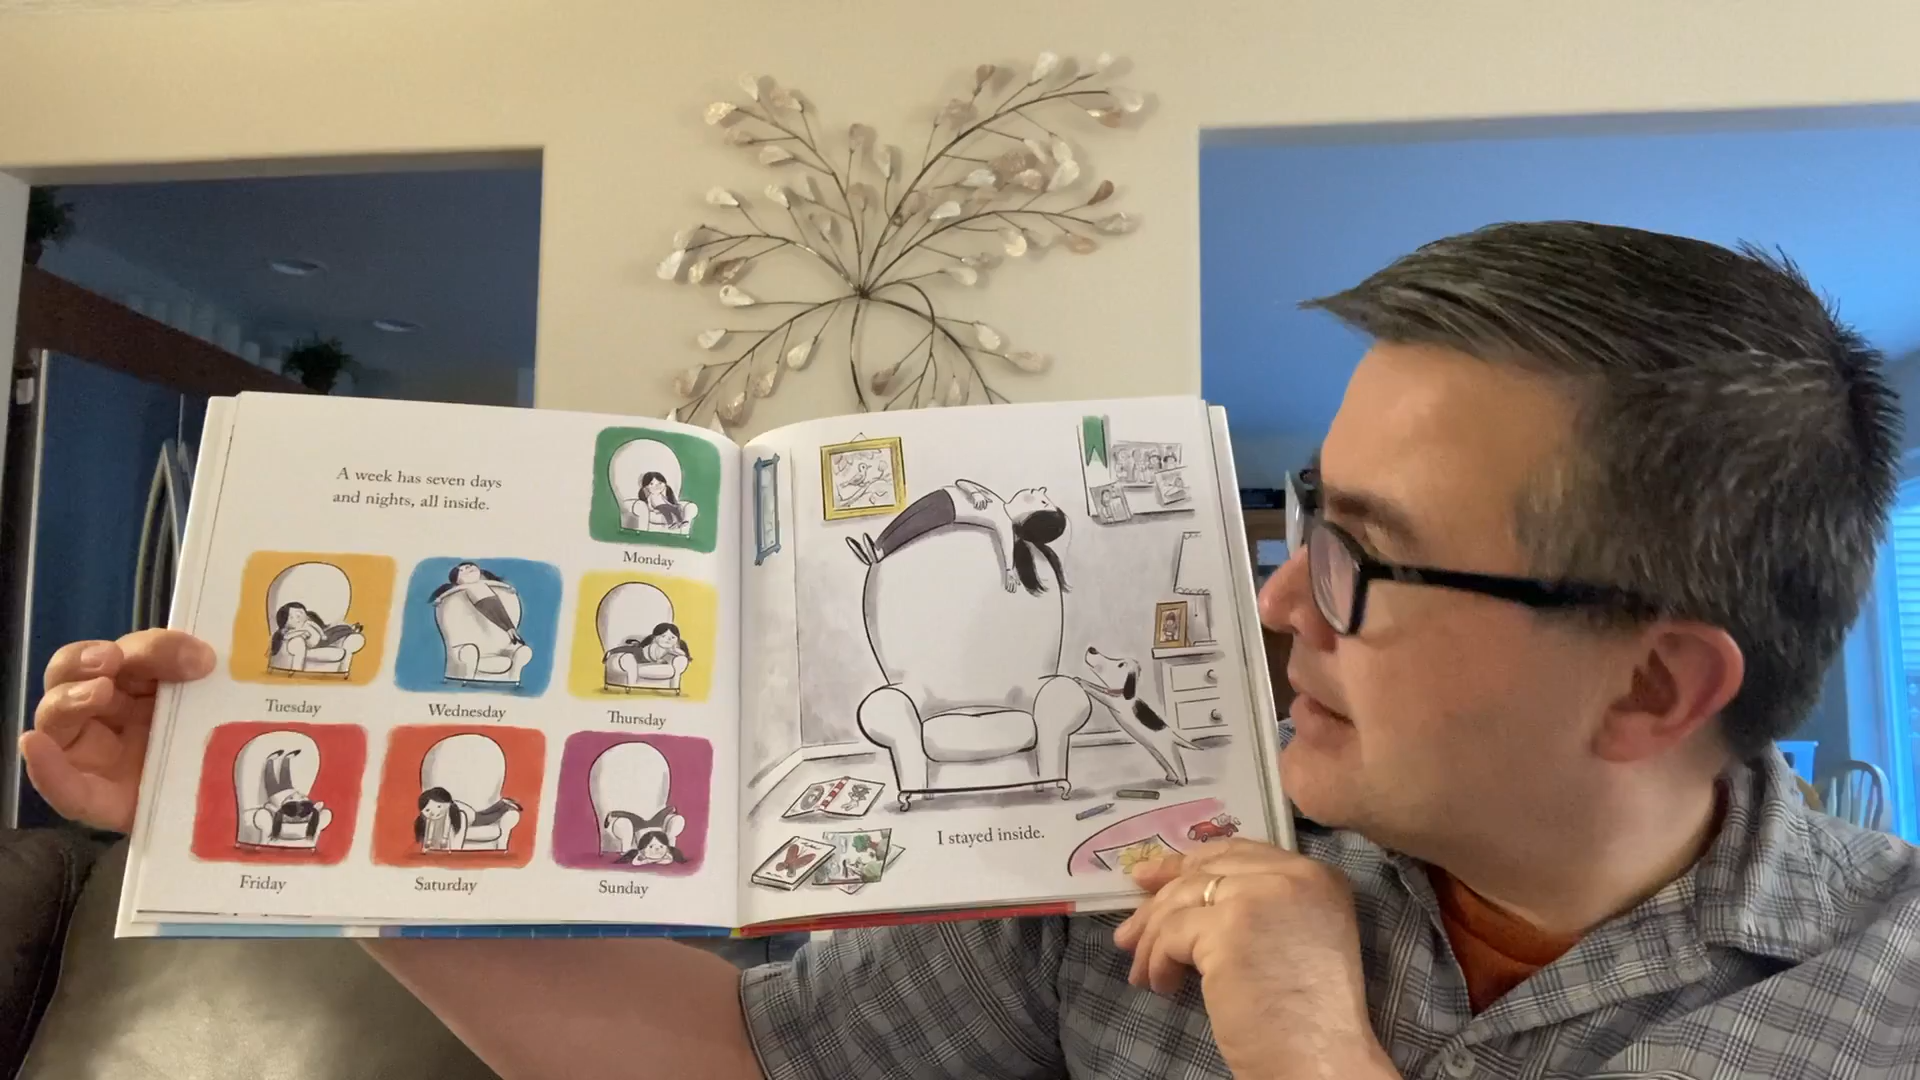 A week has seven days
and nights, all inside.
Monday
Tuesday
Wednesday
Thursday
Friday
Saturday
Sunday
I stayed inside.